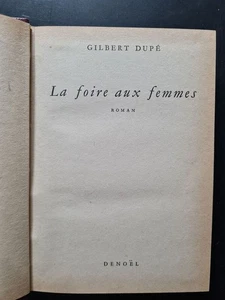 GILBERT DUPÉ
La foire aux femmes
ROMAN
DENOËL